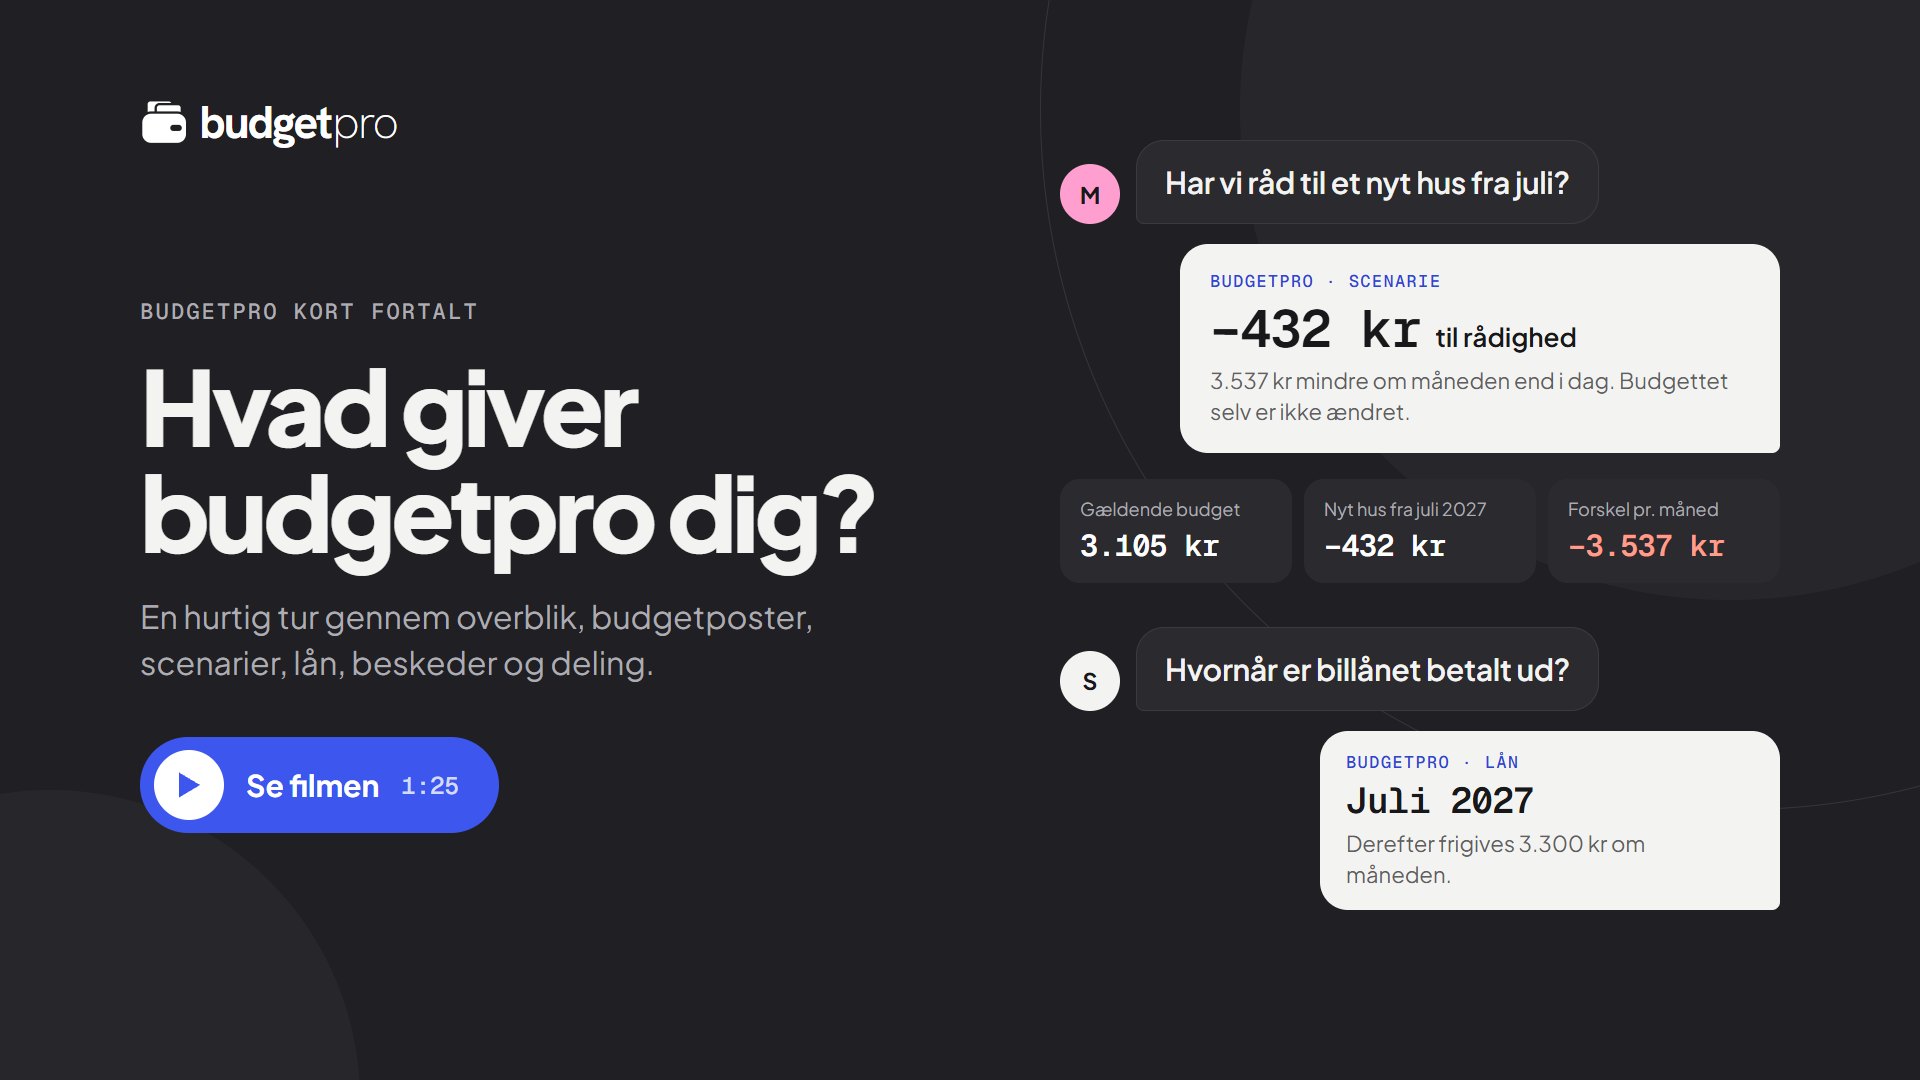 budgetpro
BUDGETPRO KORT FORTALT
Hvad giver
budgetpro dig?
En hurtig tur gennem overblik, budgetposter,
scenarier, lån, beskeder og deling.
Se filmen 1:25
M
Har vi råd til et nyt hus fra juli?
BUDGETPRO · SCENARIE
−432 kr til rådighed
3.537 kr mindre om måneden end i dag. Budgettet
selv er ikke ændret.
Gældende budget
3.105 kr
Nyt hus fra juli 2027
−432 kr
Forskel pr. måned
−3.537 kr
S
Hvornår er billånet betalt ud?
BUDGETPRO · LÅN
Juli 2027
Derefter frigives 3.300 kr om
måneden.